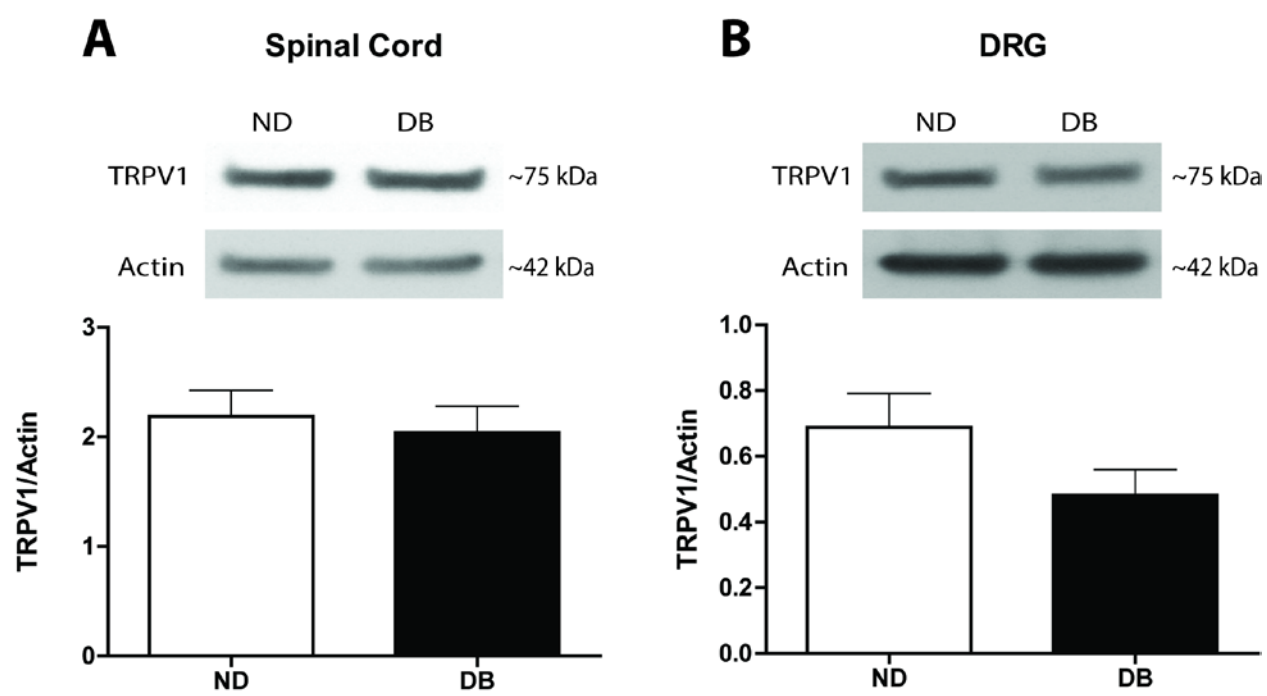 A Spinal Cord
ND DB
TRPV1 ~75 kDa
Actin ~42 kDa
3
2
1
0
TRPV1/Actin
ND DB
B DRG
ND DB
TRPV1 ~75 kDa
Actin ~42 kDa
1.0
0.8
0.6
0.4
0.2
0.0
TRPV1/Actin
ND DB